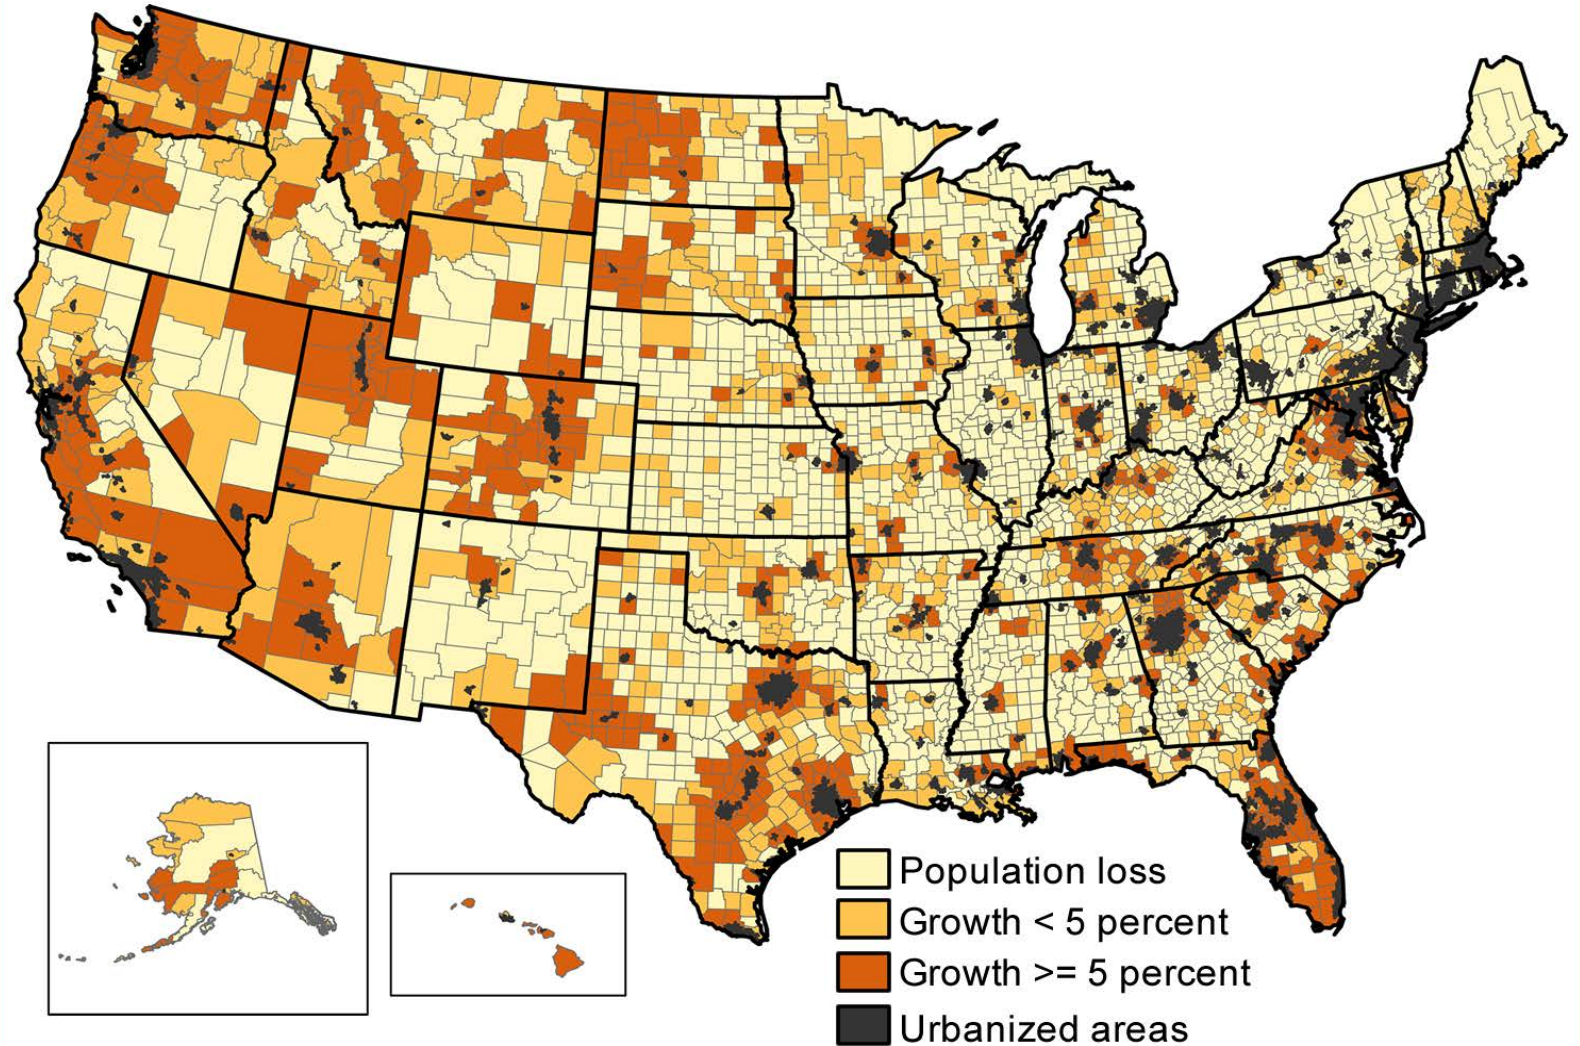 Population loss
Growth < 5 percent
Growth >= 5 percent
Urbanized areas